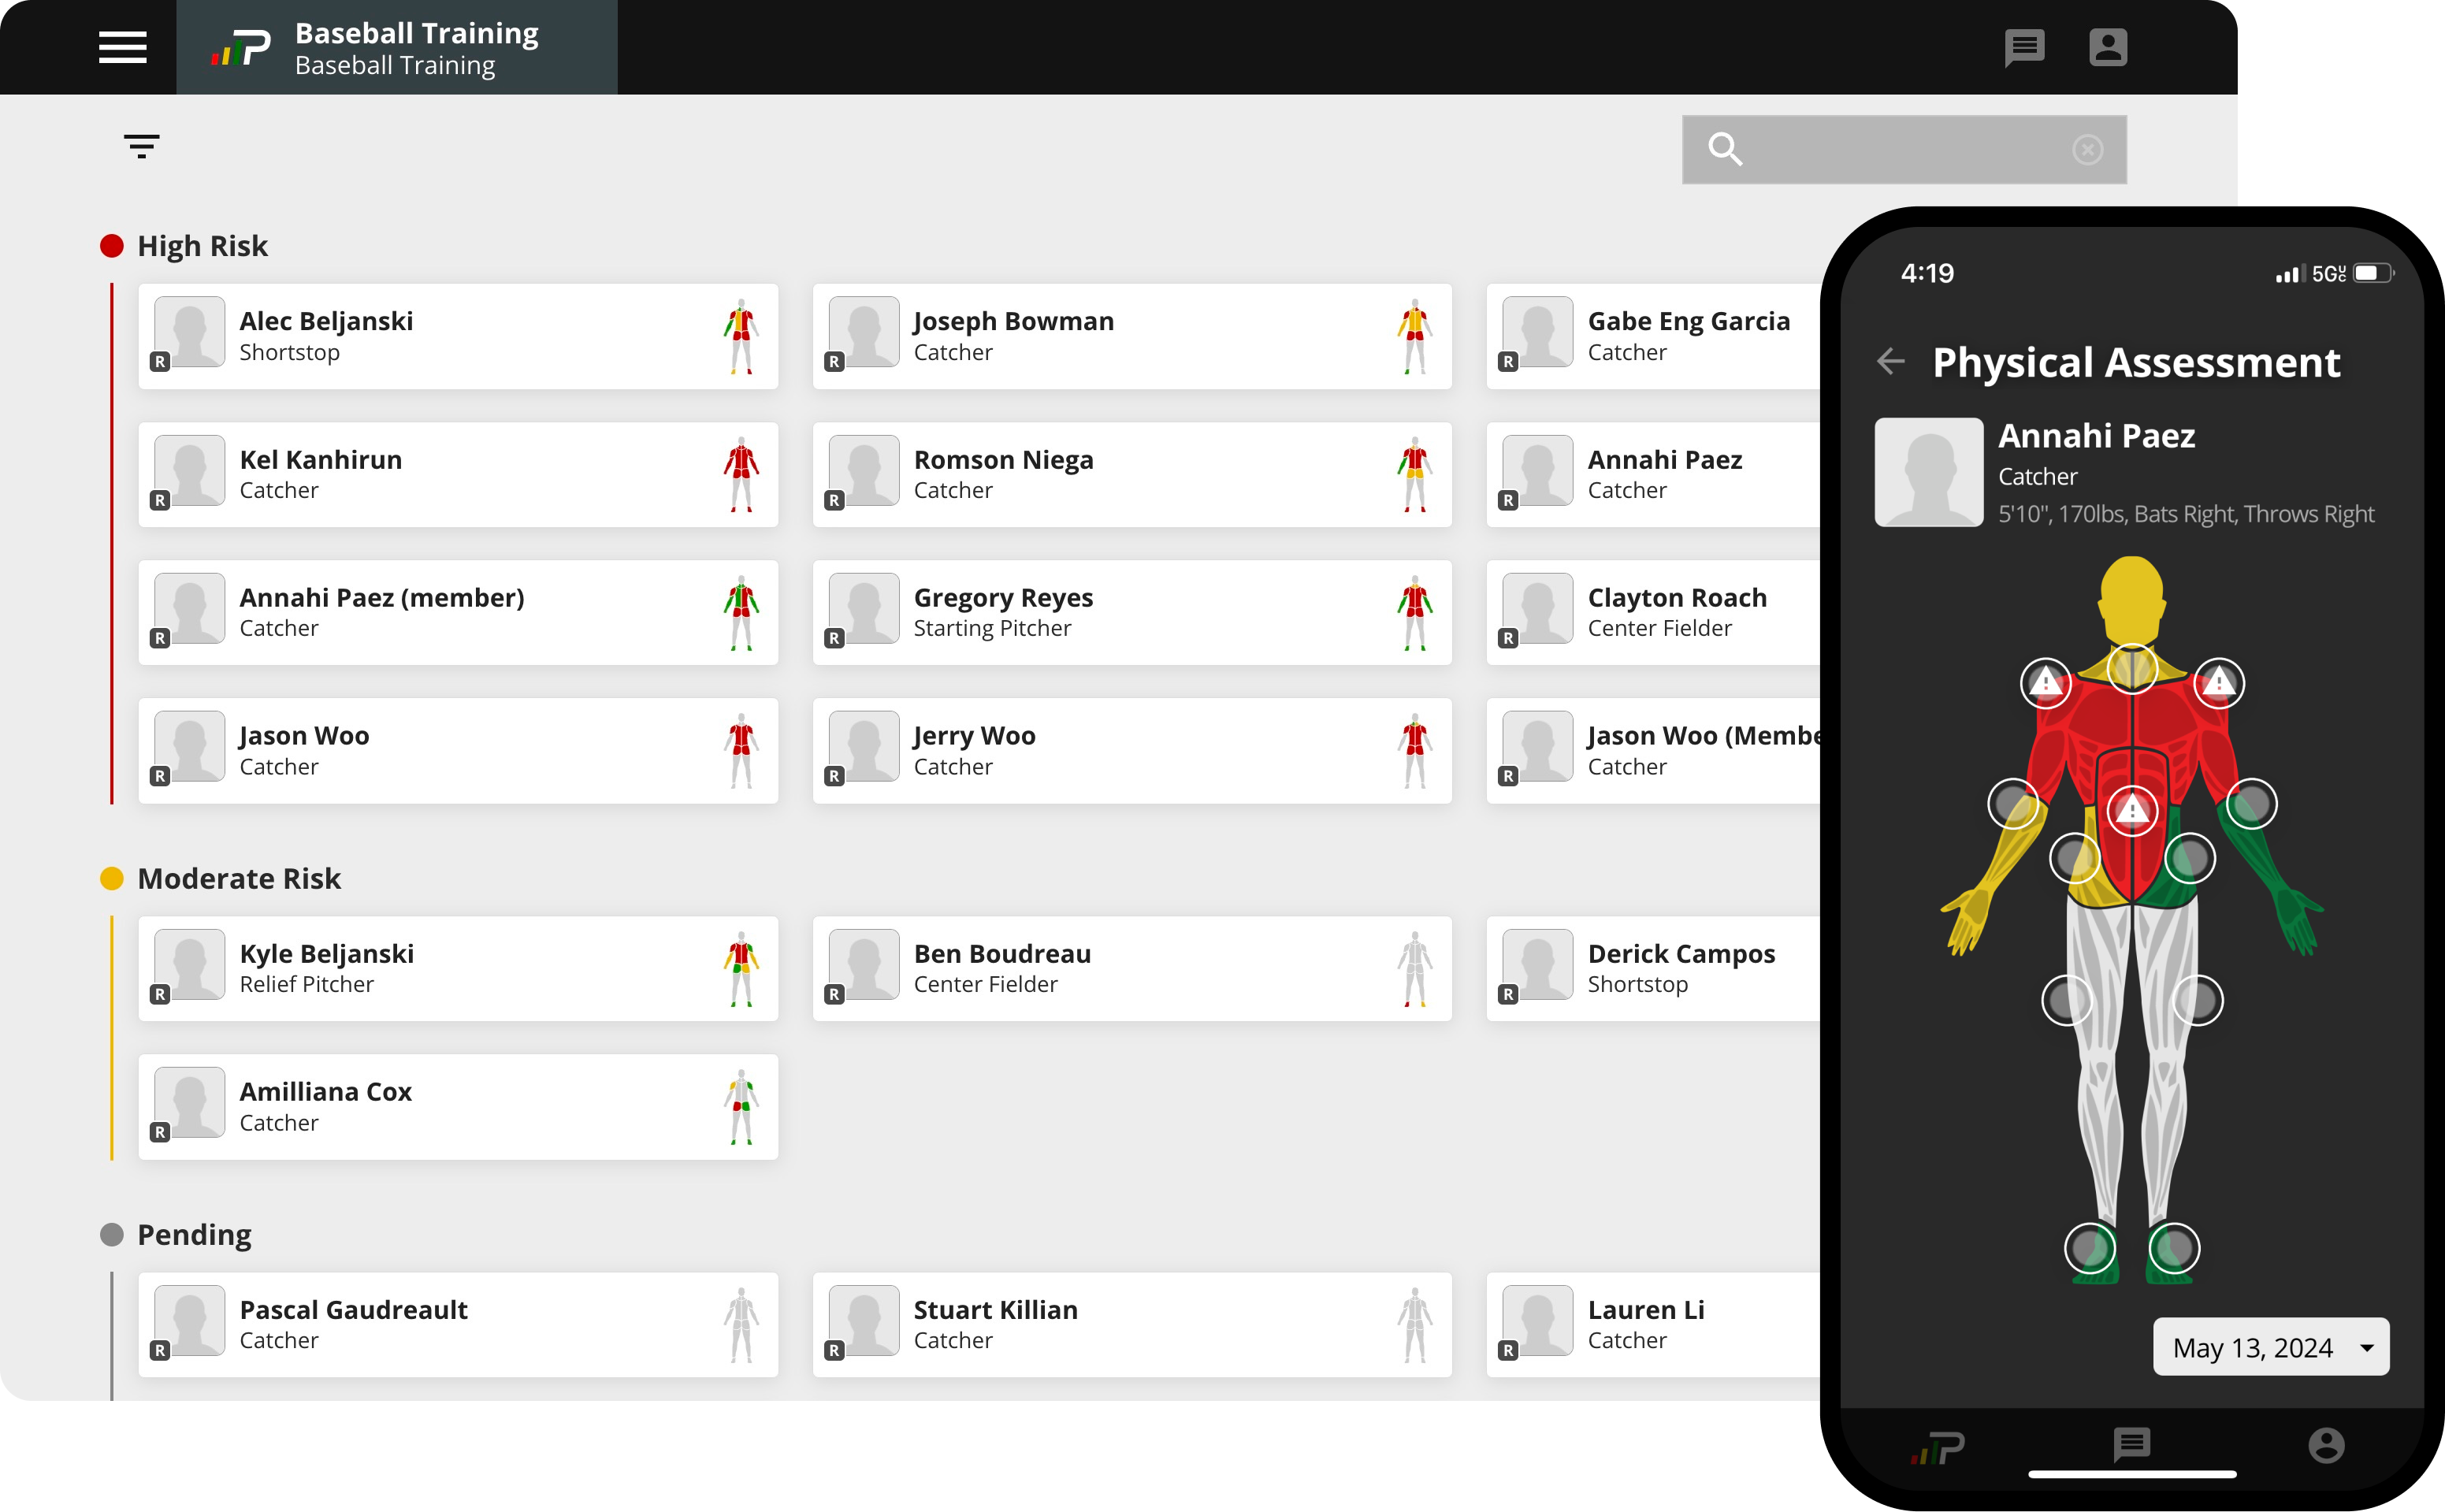 Baseball Training
Baseball Training
High Risk
Alec Beljanski
Shortstop
R
Joseph Bowman
Catcher
R
Gabe Eng Garcia
Catcher
R
Kel Kanhirun
Catcher
R
Romson Niega
Catcher
R
Annahi Paez
Catcher
R
Annahi Paez (member)
Catcher
R
Gregory Reyes
Starting Pitcher
R
Clayton Roach
Center Fielder
R
Jason Woo
Catcher
R
Jerry Woo
Catcher
R
Jason Woo (Membe
Catcher
R
Moderate Risk
Kyle Beljanski
Relief Pitcher
R
Ben Boudreau
Center Fielder
R
Derick Campos
Shortstop
R
Amilliana Cox
Catcher
R
Pending
Pascal Gaudreault
Catcher
R
Stuart Killian
Catcher
R
Lauren Li
Catcher
R
4:19
5GUC
Physical Assessment
Annahi Paez
Catcher
5'10", 170lbs, Bats Right, Throws Right
May 13, 2024